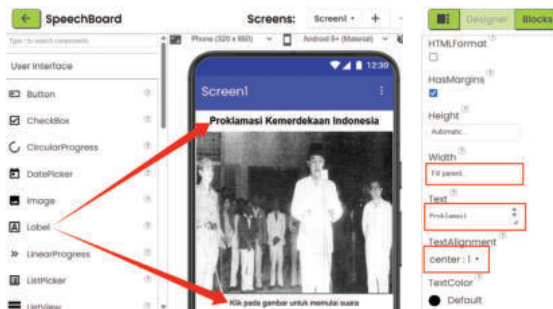 SpeechBoard
Screens: Screen1
Type to search components
Phone (320 x 650)
Android 5+ (Material)
User Interface
Button
CheckBox
CircularProgress
DatePicker
Image
Label
LinearProgress
ListPicker
ListView
12:30
Screen1
Proklamasi Kemerdekaan Indonesia
Klik pada gambar untuk memulai suara
Designer Blocks
HTMLFormat
HasMargins
Height
Automatic...
Width
Fill parent...
Text
Proklamasi
TextAlignment
center : 1
TextColor
Default